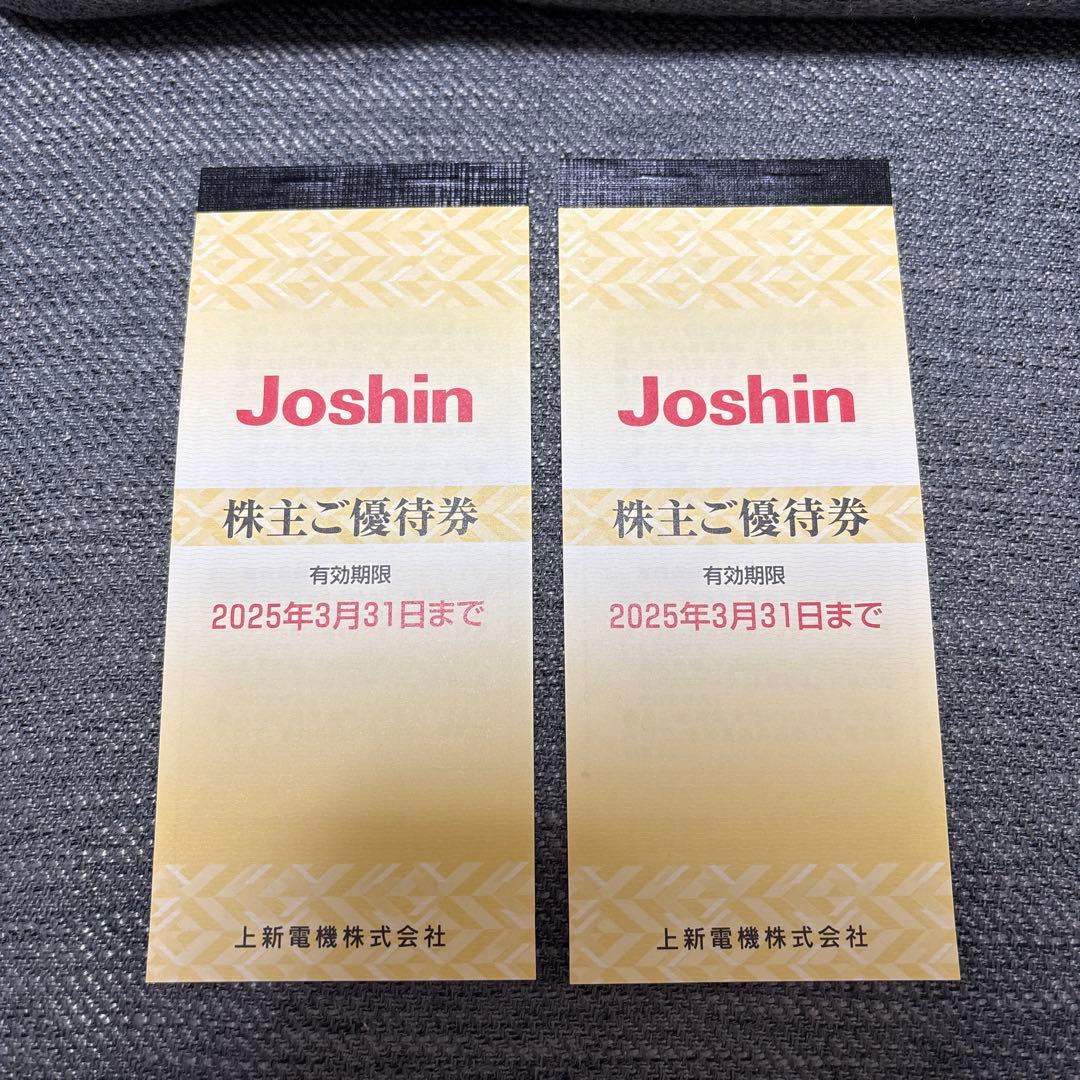 Joshin
株主ご優待券
有効期限
2025年3月31日まで
上新電機株式会社
Joshin
株主ご優待券
有効期限
2025年3月31日まで
上新電機株式会社